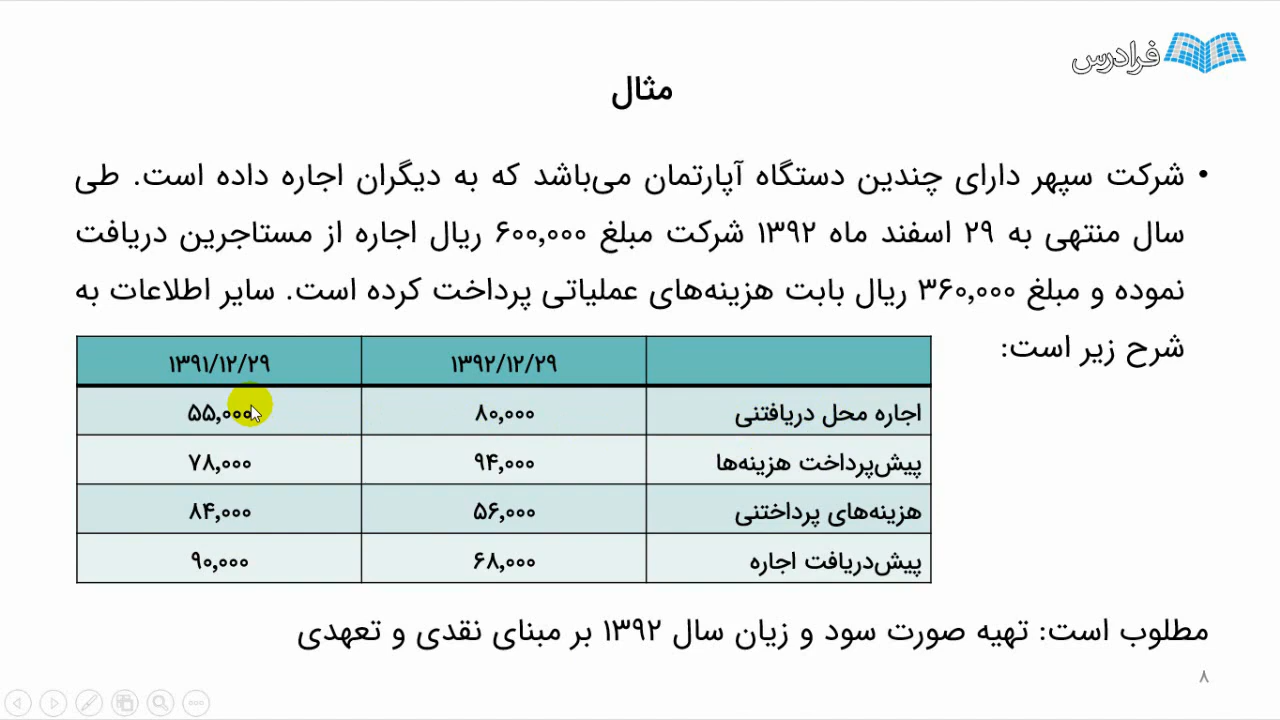 فرادرس
مثال
• شرکت سپهر دارای چندین دستگاه آپارتمان می‌باشد که به دیگران اجاره داده است. طی
سال منتهی به ۲۹ اسفند ماه ۱۳۹۲ شرکت مبلغ ۶۰۰,۰۰۰ ریال اجاره از مستاجرین دریافت
نموده و مبلغ ۳۶۰,۰۰۰ ریال بابت هزینه‌های عملیاتی پرداخت کرده است. سایر اطلاعات به
شرح زیر است:
۱۳۹۲/۱۲/۲۹ ۱۳۹۱/۱۲/۲۹
اجاره محل دریافتنی ۸۰,۰۰۰ ۵۵,۰۰۰
پیش‌پرداخت هزینه‌ها ۹۴,۰۰۰ ۷۸,۰۰۰
هزینه‌های پرداختنی ۵۶,۰۰۰ ۸۴,۰۰۰
پیش‌دریافت اجاره ۶۸,۰۰۰ ۹۰,۰۰۰
مطلوب است: تهیه صورت سود و زیان سال ۱۳۹۲ بر مبنای نقدی و تعهدی
۸